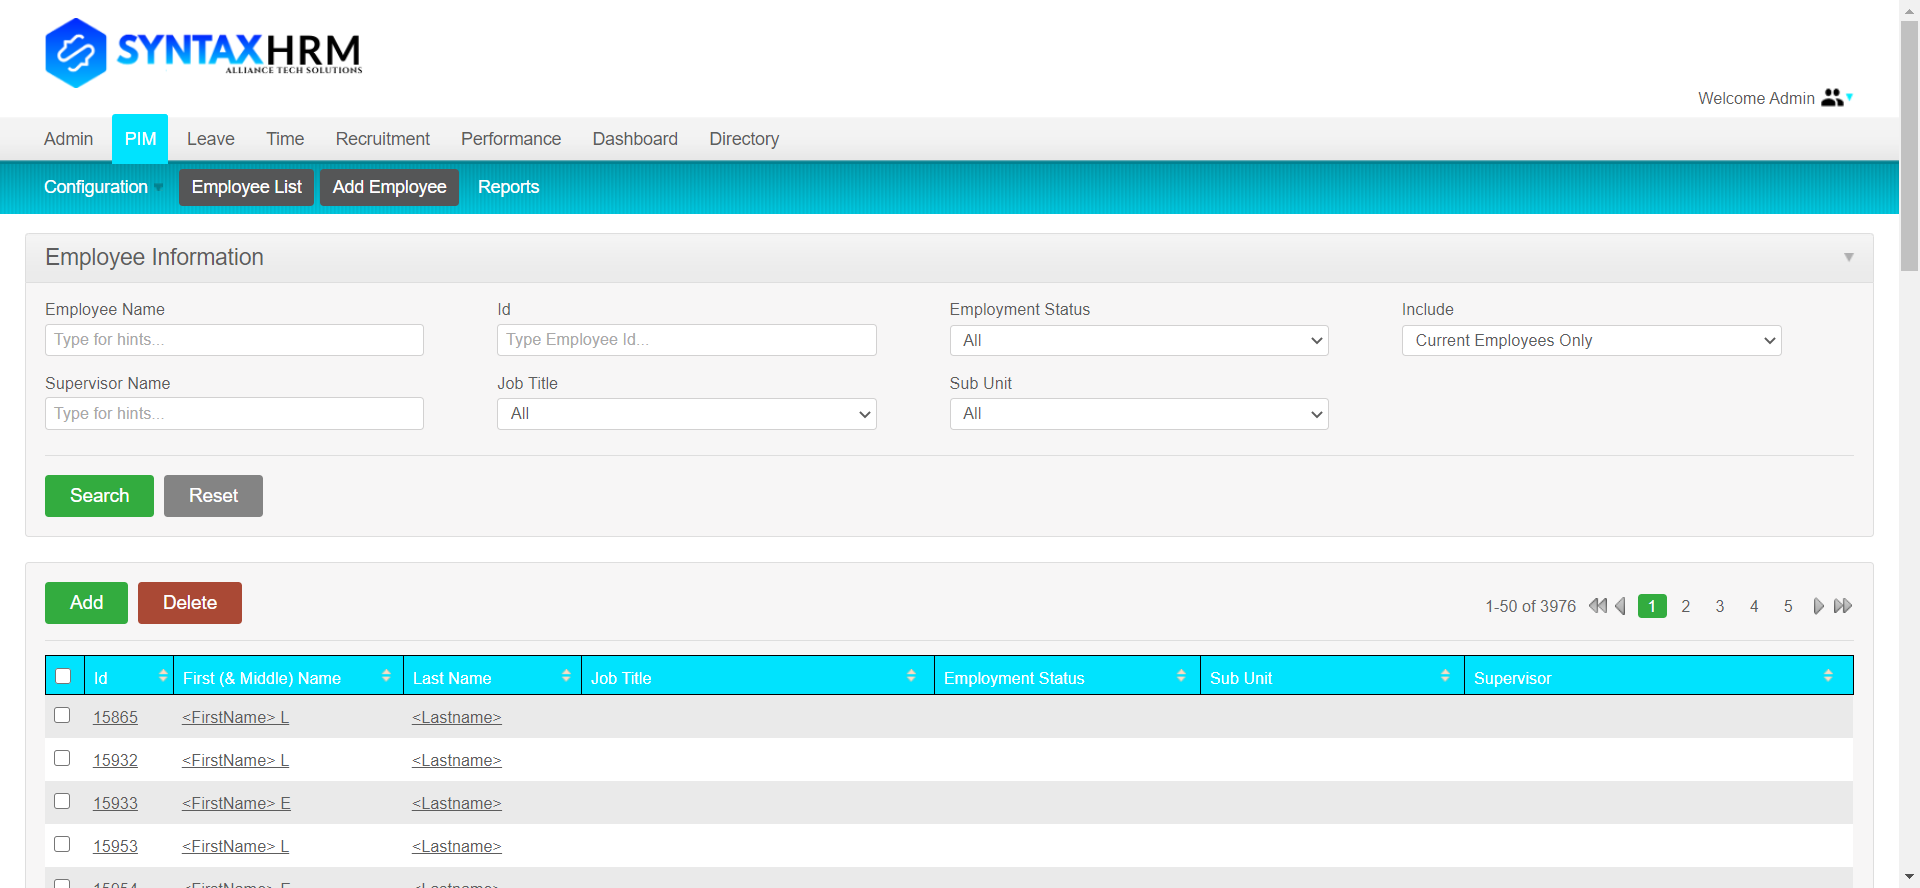 SYNTAXHRM
ALLIANCE TECH SOLUTIONS
Welcome Admin
Admin PIM Leave Time Recruitment Performance Dashboard Directory
Configuration Employee List Add Employee Reports
Employee Information
Employee Name Id Employment Status Include
Type for hints... Type Employee Id... All Current Employees Only
Supervisor Name Job Title Sub Unit
Type for hints... All All
Search Reset
Add Delete 1-50 of 3976 1 2 3 4 5
Id First (& Middle) Name Last Name Job Title Employment Status Sub Unit Supervisor
15865 <FirstName> L <Lastname>
15932 <FirstName> L <Lastname>
15933 <FirstName> E <Lastname>
15953 <FirstName> L <Lastname>
15954 <FirstName> E <Lastname>